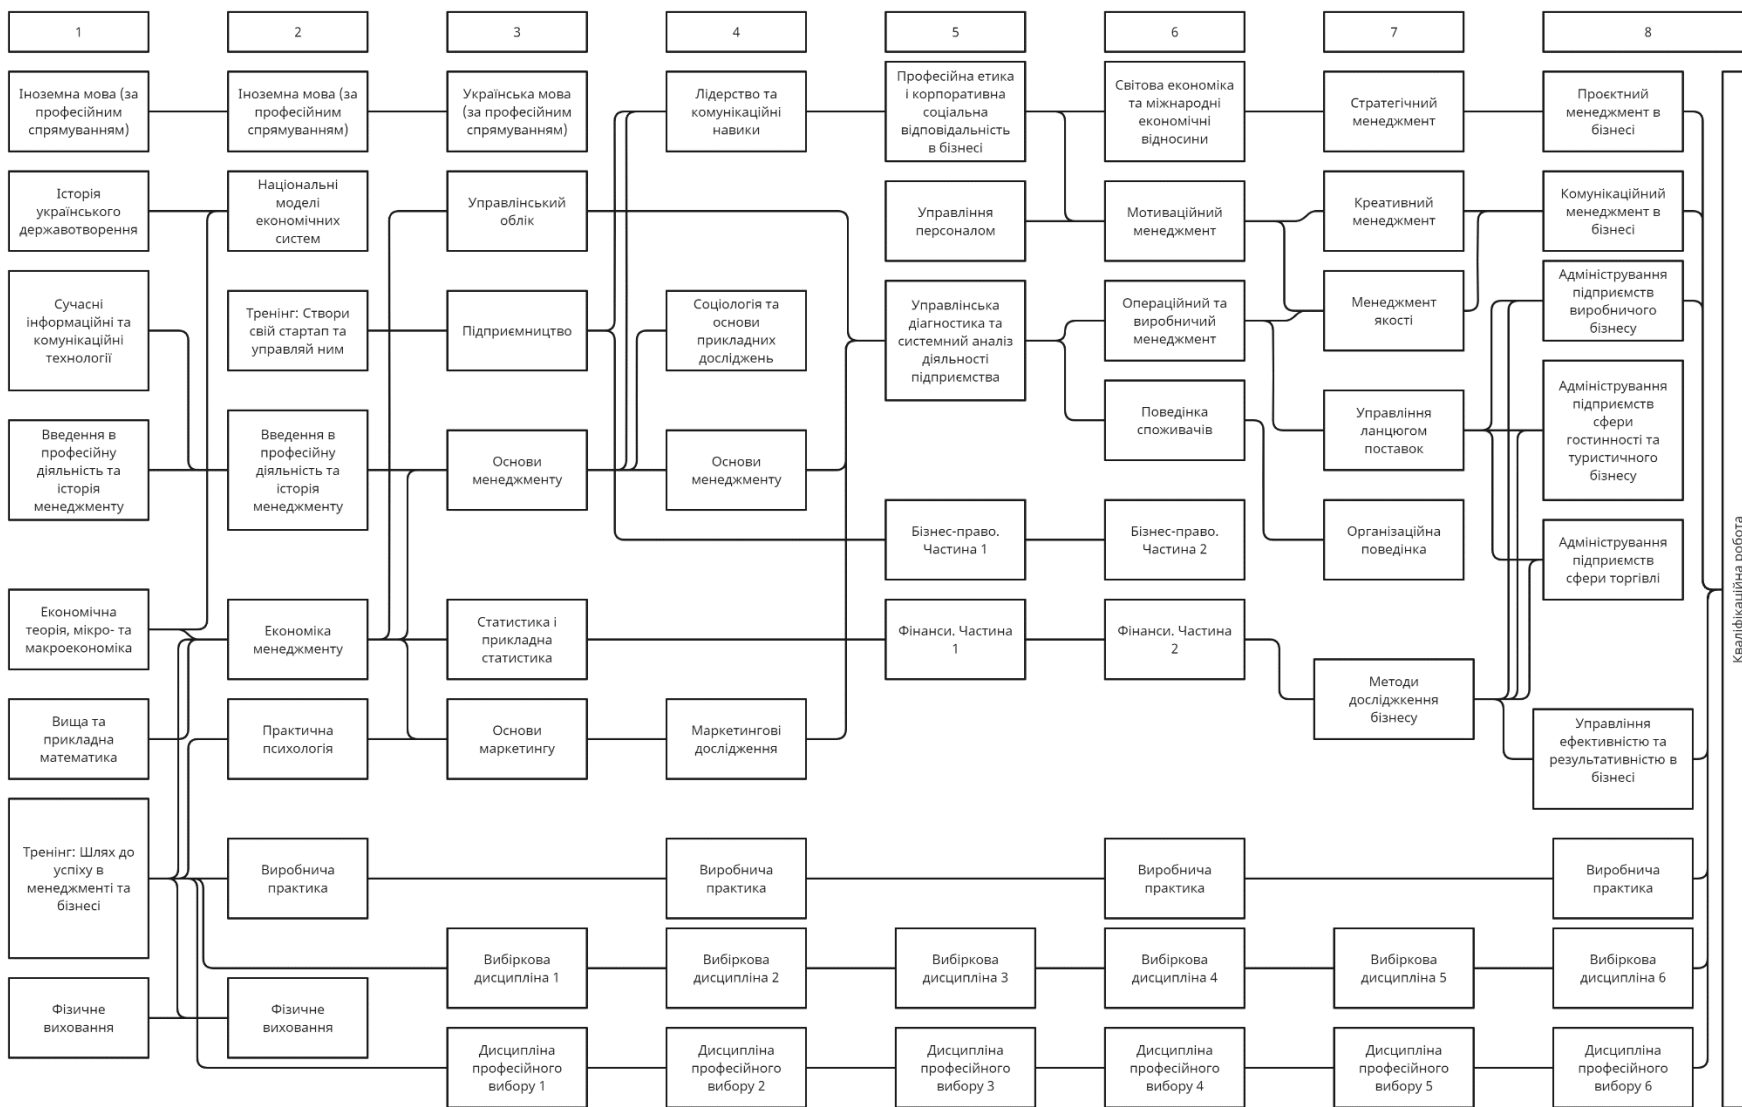 1
2
3
4
5
6
7
8
Іноземна мова (за
професійним
спрямуванням)
Іноземна мова (за
професійним
спрямуванням)
Українська мова
(за професійним
спрямуванням)
Лідерство та
комунікаційні
навики
Професійна етика
і корпоративна
соціальна
відповідальність
в бізнесі
Світова економіка
та міжнародні
економічні
відносини
Стратегічний
менеджмент
Проєктний
менеджмент в
бізнесі
Історія
українського
державотворення
Національні
моделі
економічних
систем
Управлінський
облік
Управління
персоналом
Мотиваційний
менеджмент
Креативний
менеджмент
Комунікаційний
менеджмент в
бізнесі
Сучасні
інформаційні та
комунікаційні
технології
Тренінг: Створи
свій стартап та
управляй ним
Підприємництво
Соціологія та
основи
прикладних
досліджень
Управлінська
діагностика та
системний аналіз
діяльності
підприємства
Операційний та
виробничий
менеджмент
Менеджмент
якості
Адміністрування
підприємств
виробничого
бізнесу
Введення в
професійну
діяльність та
історія
менеджменту
Введення в
професійну
діяльність та
історія
менеджменту
Основи
менеджменту
Основи
менеджменту
Поведінка
споживачів
Управління
ланцюгом
поставок
Адміністрування
підприємств
сфери
гостинності та
туристичного
бізнесу
Бізнес-право.
Частина 1
Бізнес-право.
Частина 2
Організаційна
поведінка
Адміністрування
підприємств
сфери торгівлі
Економічна
теорія, мікро- та
макроекономіка
Економіка
менеджменту
Статистика і
прикладна
статистика
Фінанси. Частина
1
Фінанси. Частина
2
Методи
дослідження
бізнесу
Вища та
прикладна
математика
Практична
психологія
Основи
маркетингу
Маркетингові
дослідження
Управління
ефективністю та
результативністю в
бізнесі
Тренінг: Шлях до
успіху в
менеджменті та
бізнесі
Виробнича
практика
Виробнича
практика
Виробнича
практика
Виробнича
практика
Вибіркова
дисципліна 1
Вибіркова
дисципліна 2
Вибіркова
дисципліна 3
Вибіркова
дисципліна 4
Вибіркова
дисципліна 5
Вибіркова
дисципліна 6
Фізичне
виховання
Фізичне
виховання
Дисципліна
професійного
вибору 1
Дисципліна
професійного
вибору 2
Дисципліна
професійного
вибору 3
Дисципліна
професійного
вибору 4
Дисципліна
професійного
вибору 5
Дисципліна
професійного
вибору 6
Кваліфікаційна робота